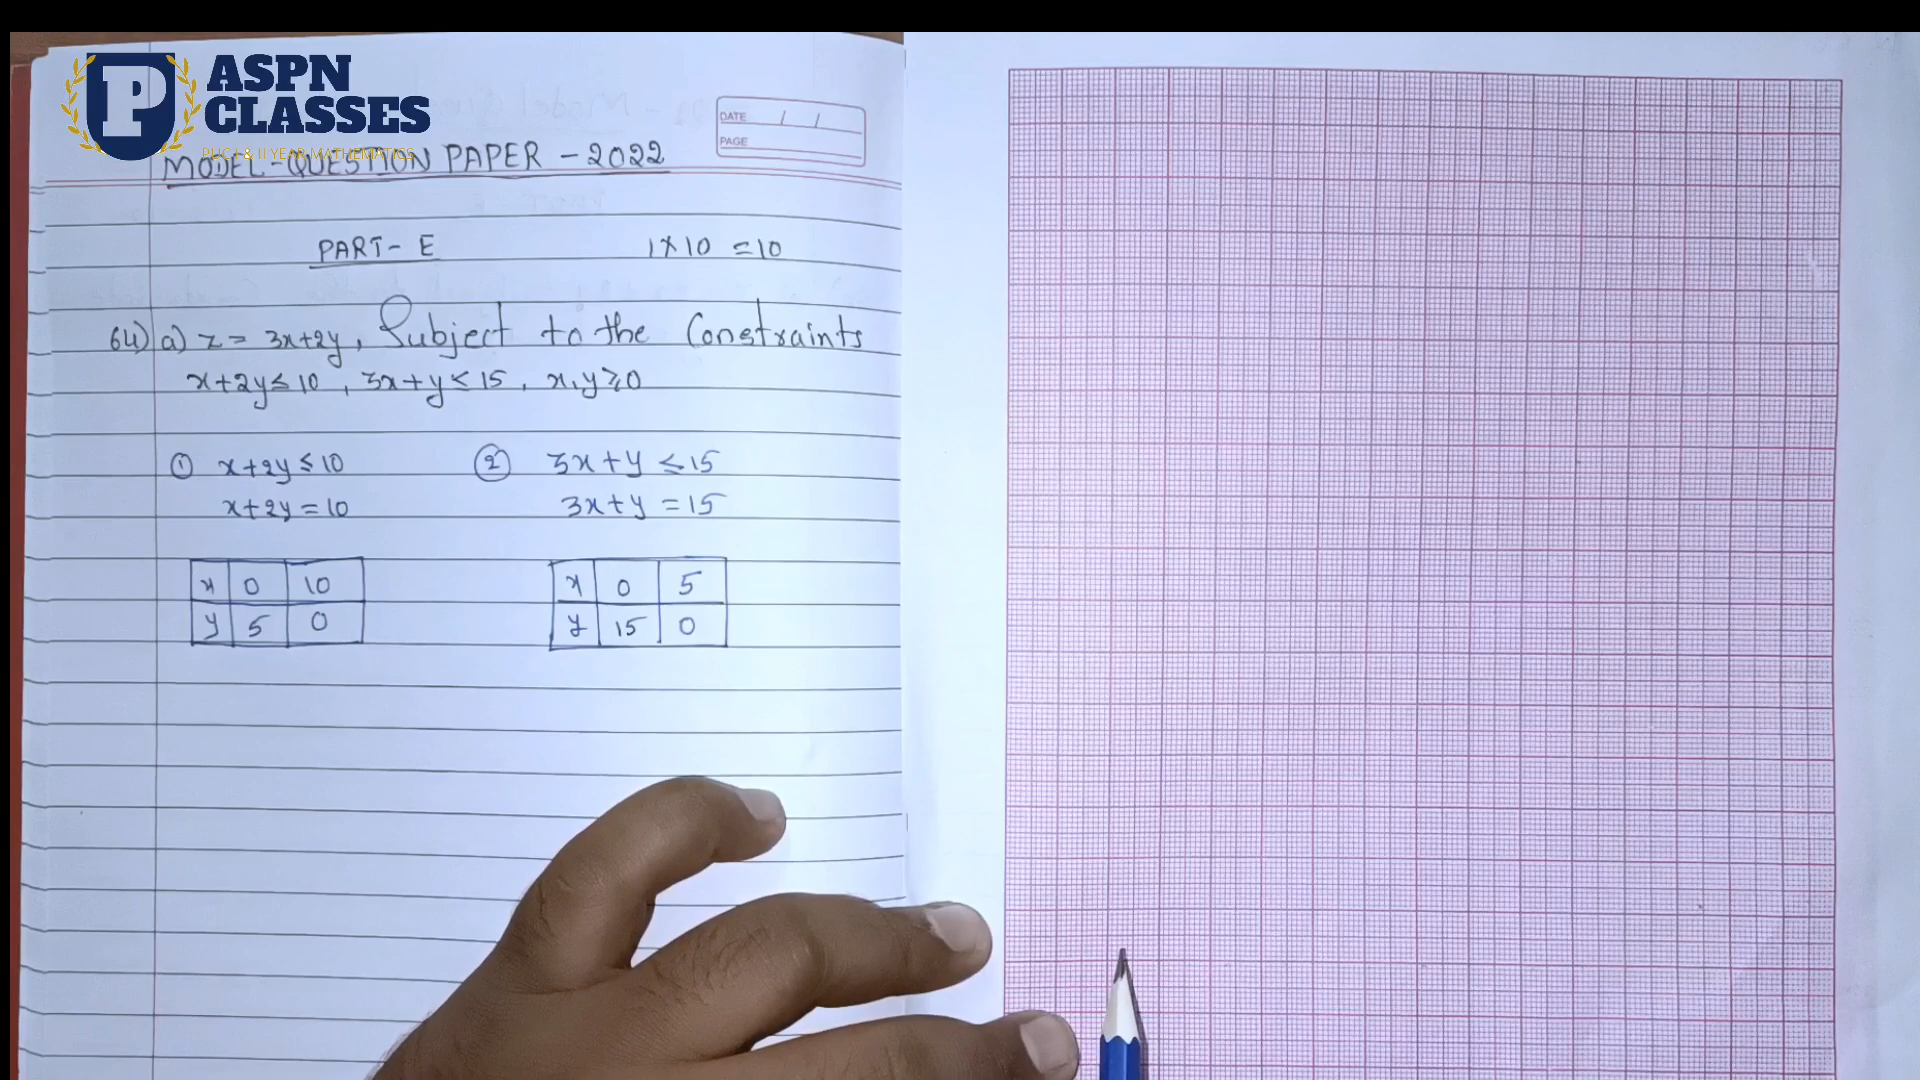 P ASPN
CLASSES
PUC I & II YEAR MATHEMATICS
DATE / /
PAGE
MODEL-QUESTION PAPER - 2022
PART- E 1×10 =10
64) a) z = 3x+2y, Subject to the Constraints
x+2y≤10, 3x+y<15, x,y≥0
① x+2y≤10 ② 3x+y≤15
x+2y=10 3x+y=15
x 0 10 x 0 5
y 5 0 y 15 0